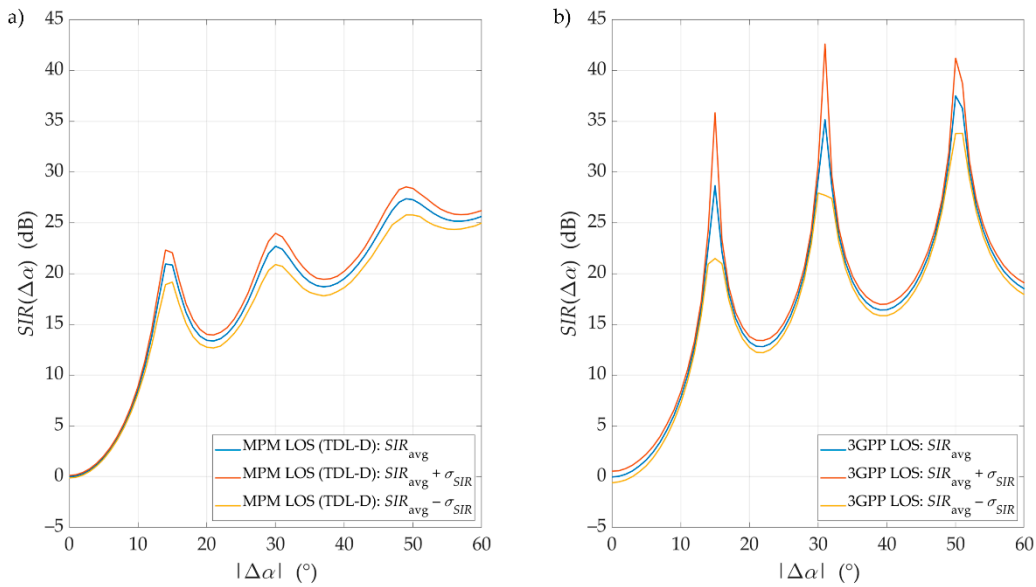 a)
45
40
35
30
25
20
15
10
5
0
−5
SIR(Δα) (dB)
0 10 20 30 40 50 60
|Δα| (°)
MPM LOS (TDL-D): SIRavg
MPM LOS (TDL-D): SIRavg + σSIR
MPM LOS (TDL-D): SIRavg − σSIR
b)
45
40
35
30
25
20
15
10
5
0
−5
SIR(Δα) (dB)
0 10 20 30 40 50 60
|Δα| (°)
3GPP LOS: SIRavg
3GPP LOS: SIRavg + σSIR
3GPP LOS: SIRavg − σSIR